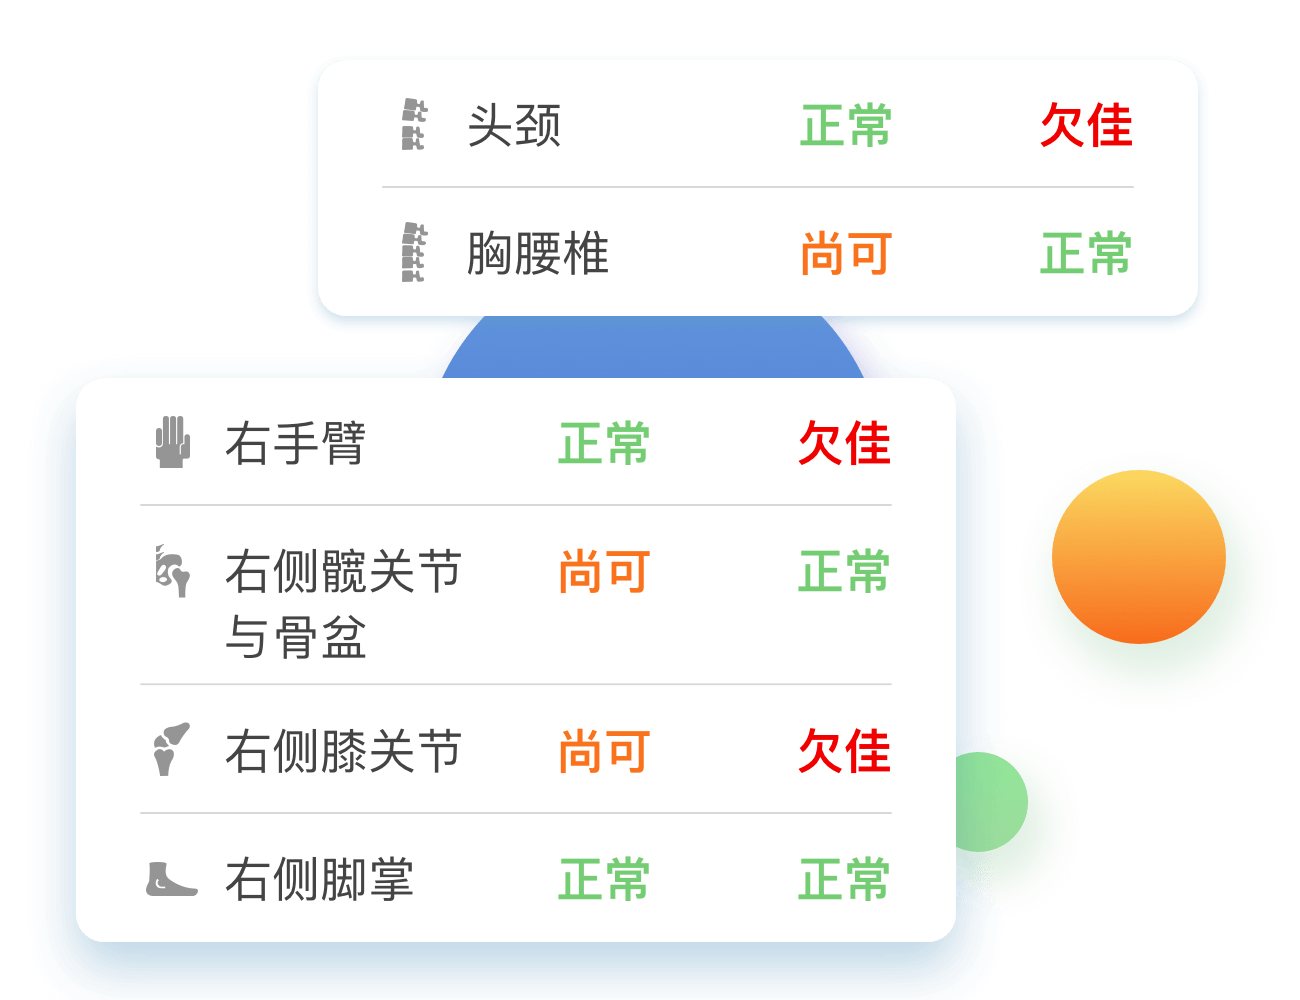 头颈 正常 欠佳
胸腰椎 尚可 正常
右手臂 正常 欠佳
右侧髋关节 尚可 正常
与骨盆
右侧膝关节 尚可 欠佳
右侧脚掌 正常 正常